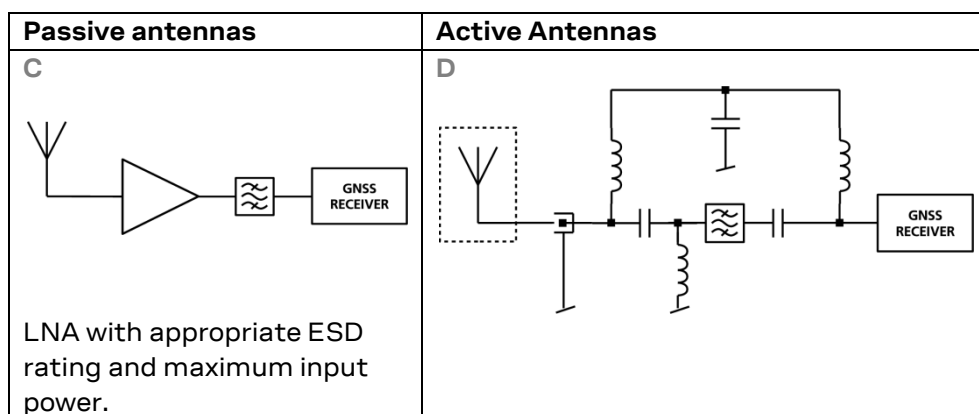 Passive antennas
Active Antennas
C
GNSS
RECEIVER
LNA with appropriate ESD
rating and maximum input
power.
D
GNSS
RECEIVER